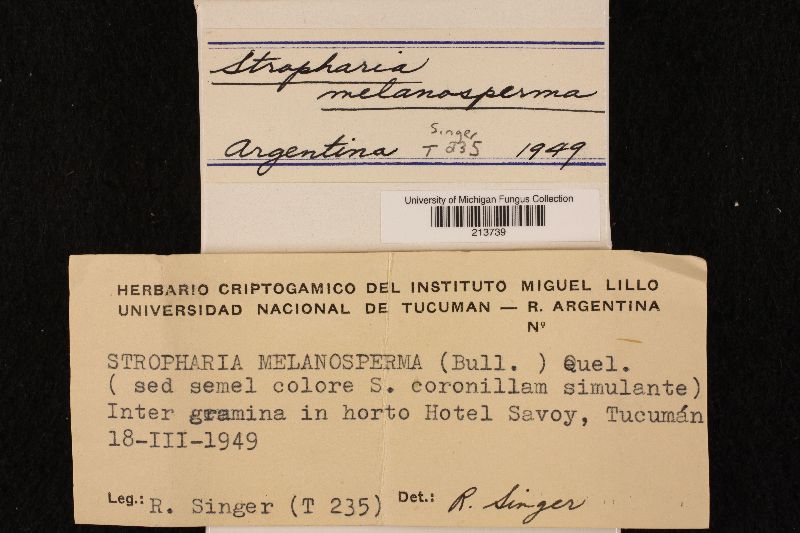 Stropharia
melanosperma
Singer
Argentina T 235 1949
University of Michigan Fungus Collection
213739
HERBARIO CRIPTOGAMICO DEL INSTITUTO MIGUEL LILLO
UNIVERSIDAD NACIONAL DE TUCUMAN — R. ARGENTINA
Nº
STROPHARIA MELANOSPERMA (Bull. ) Quel.
( sed semel colore S. coronillam simulante)
Inter gramina in horto Hotel Savoy, Tucumán
18-III-1949
Leg.: R. Singer (T 235) Det.: R. Singer